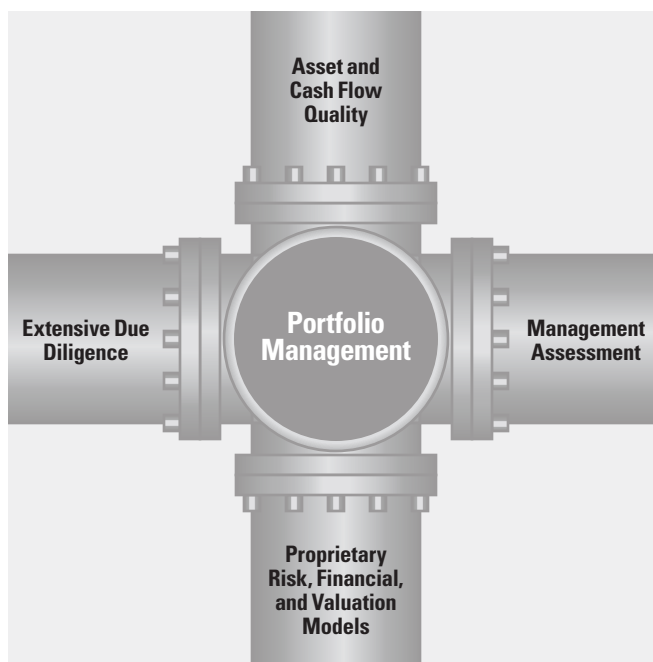 Asset and
Cash Flow
Quality
Extensive Due
Diligence
Portfolio
Management
Management
Assessment
Proprietary
Risk, Financial,
and Valuation
Models